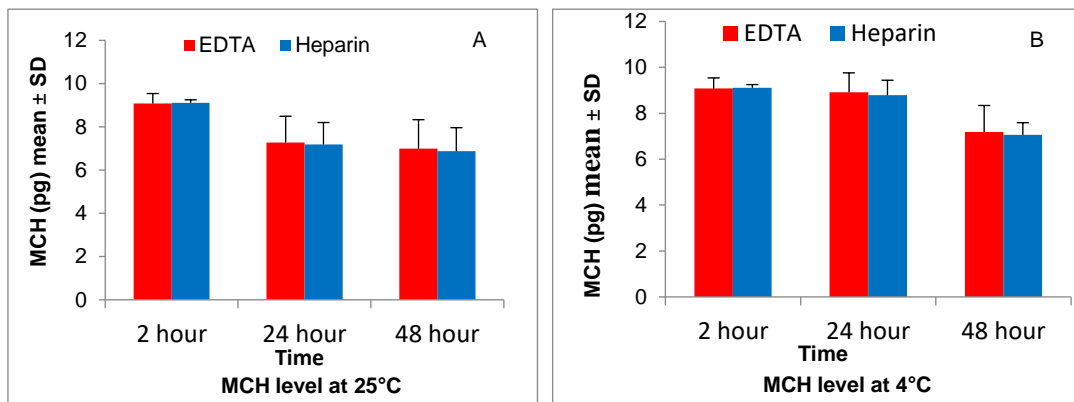 12
10
8
6
4
2
0
MCH (pg) mean ± SD
EDTA Heparin
A
2 hour 24 hour 48 hour
Time
MCH level at 25°C
12
10
8
6
4
2
0
MCH (pg) mean ± SD
EDTA Heparin
B
2 hour 24 hour 48 hour
Time
MCH level at 4°C